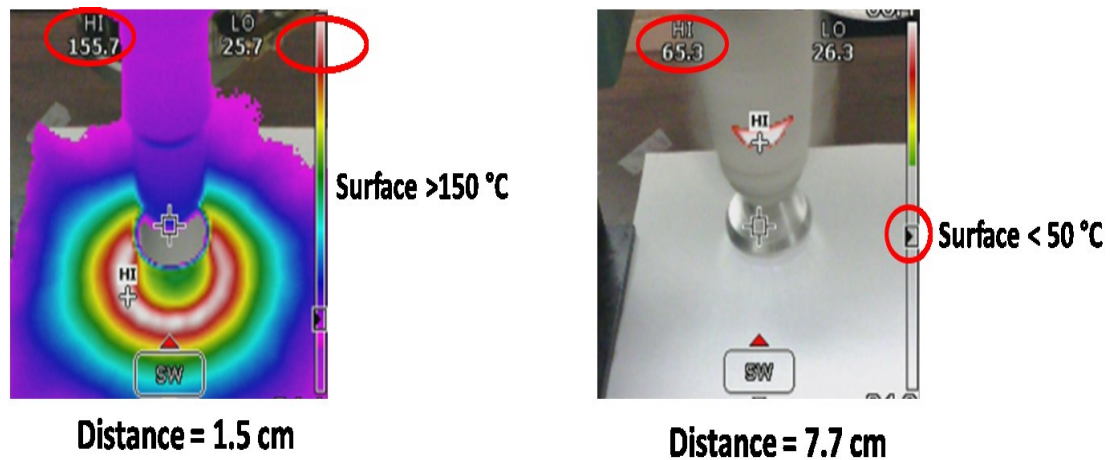 HI
155.7
LO
25.7
HI
SW
Surface >150 °C
Distance = 1.5 cm
HI
65.3
LO
26.3
HI
SW
Surface < 50 °C
Distance = 7.7 cm